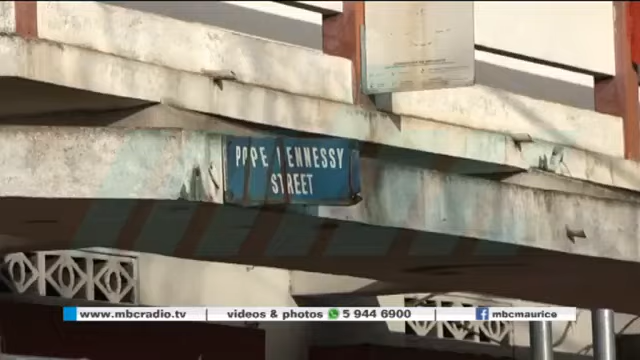 POPE HENNESSY
STREET
www.mbcradio.tv | videos & photos 5 944 6900 | mbcmaurice